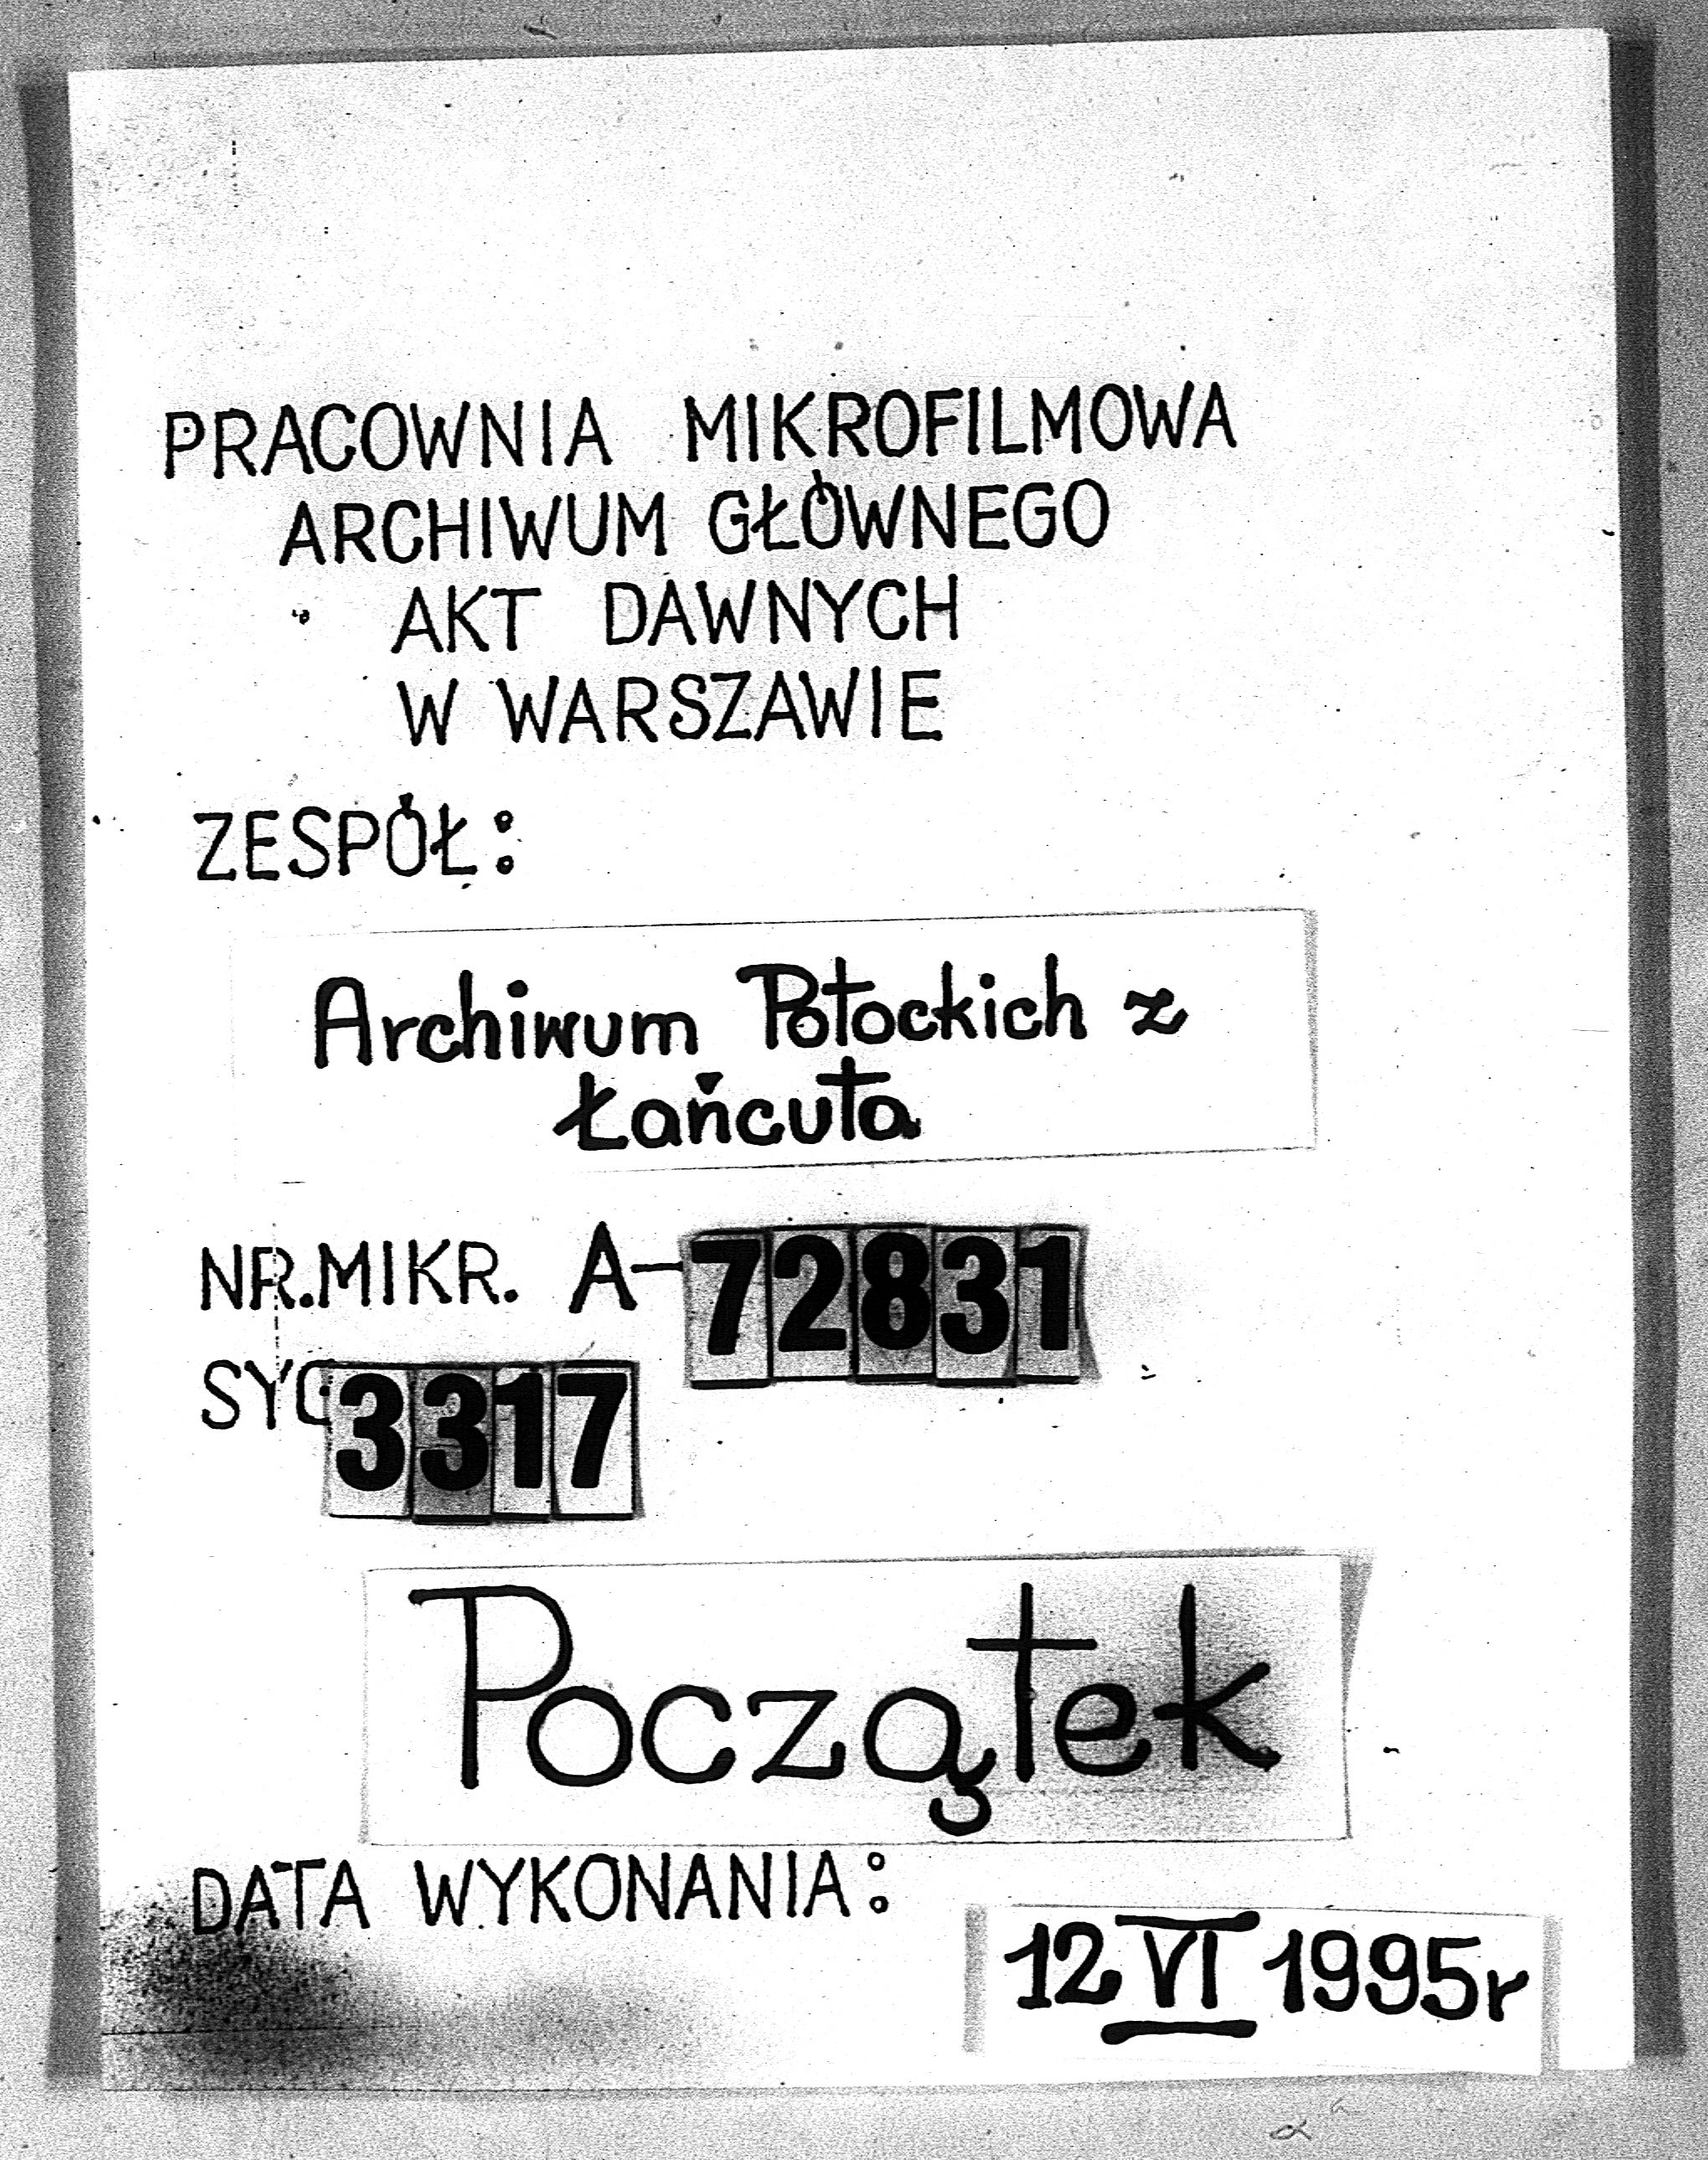 PRACOWNIA MIKROFILMOWA
ARCHIWUM GŁÓWNEGO
AKT DAWNYCH
W WARSZAWIE
ZESPÓŁ:
Archiwum Potockich z
Łańcuta
NR.MIKR. A-72831
SYG 3317
Początek
DATA WYKONANIA:
12 VI 1995r